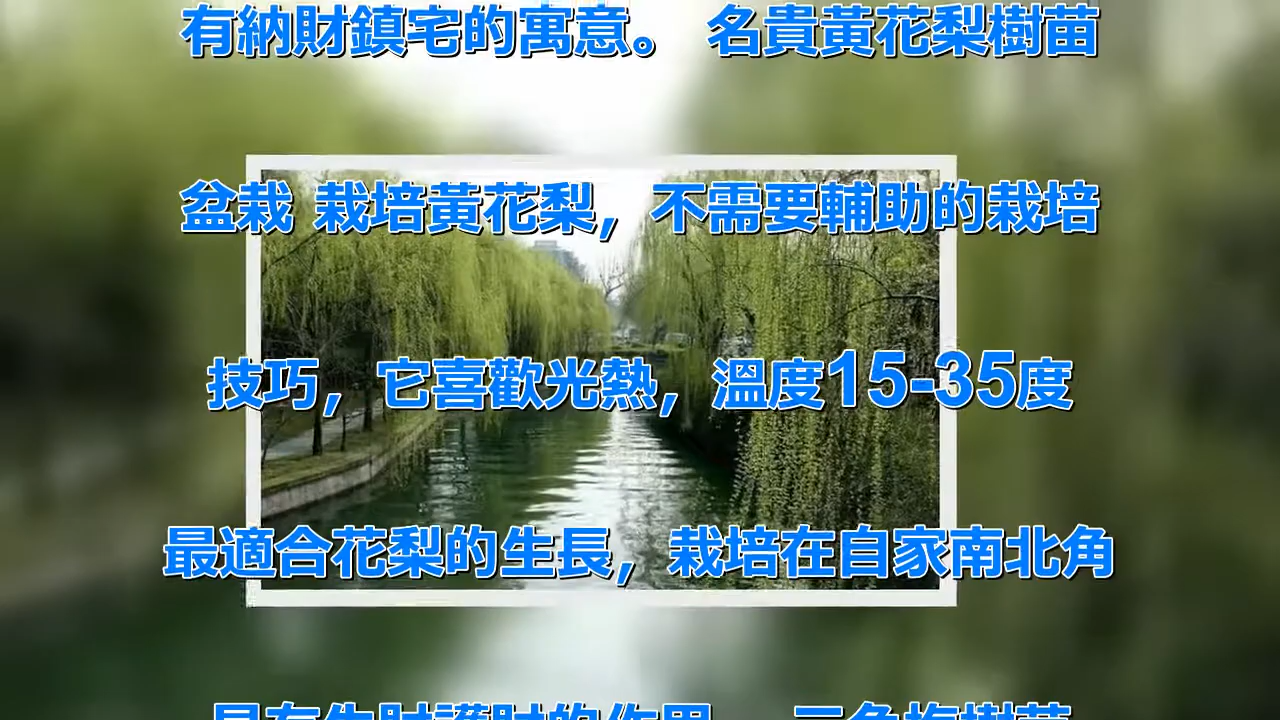 有納財鎮宅的寓意。 名貴黃花梨樹苗
盆栽 栽培黃花梨，不需要輔助的栽培
技巧，它喜歡光熱，溫度15-35度
最適合花梨的生長，栽培在自家南北角